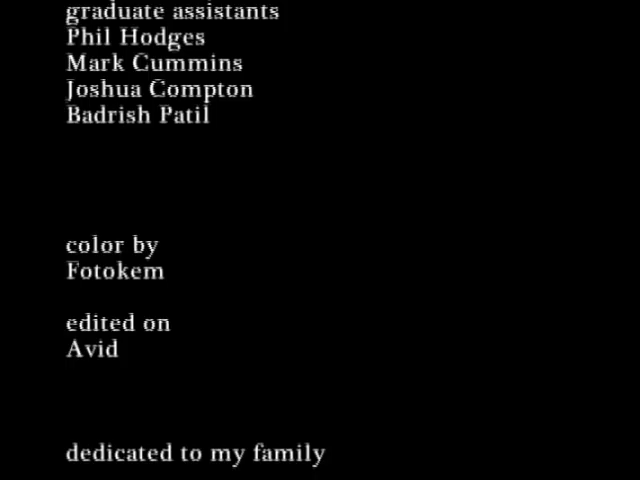 graduate assistants
Phil Hodges
Mark Cummins
Joshua Compton
Badrish Patil
color by
Fotokem
edited on
Avid
dedicated to my family